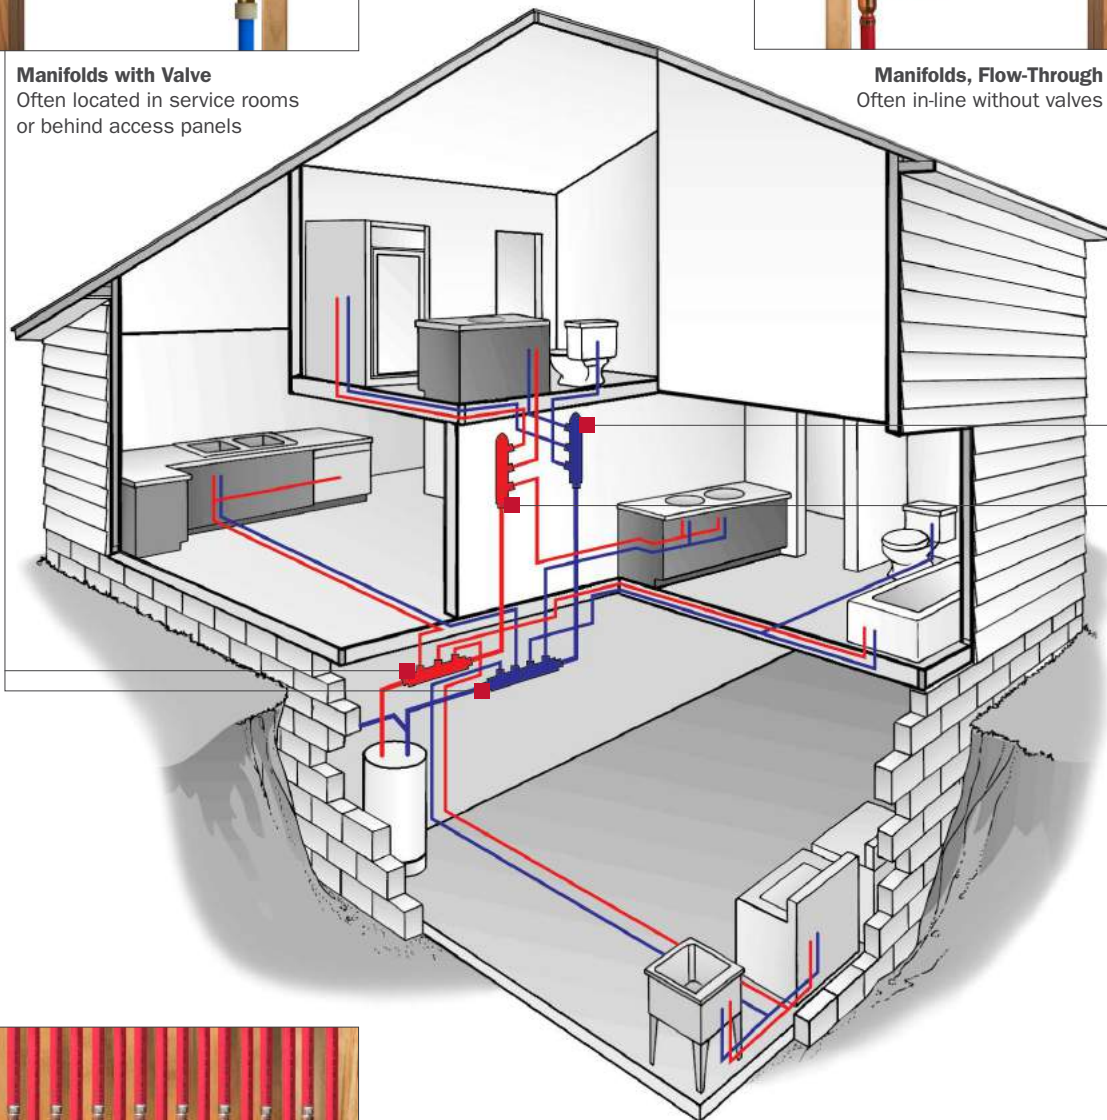 Manifolds with Valve
Often located in service rooms
or behind access panels
Manifolds, Flow-Through
Often in-line without valves